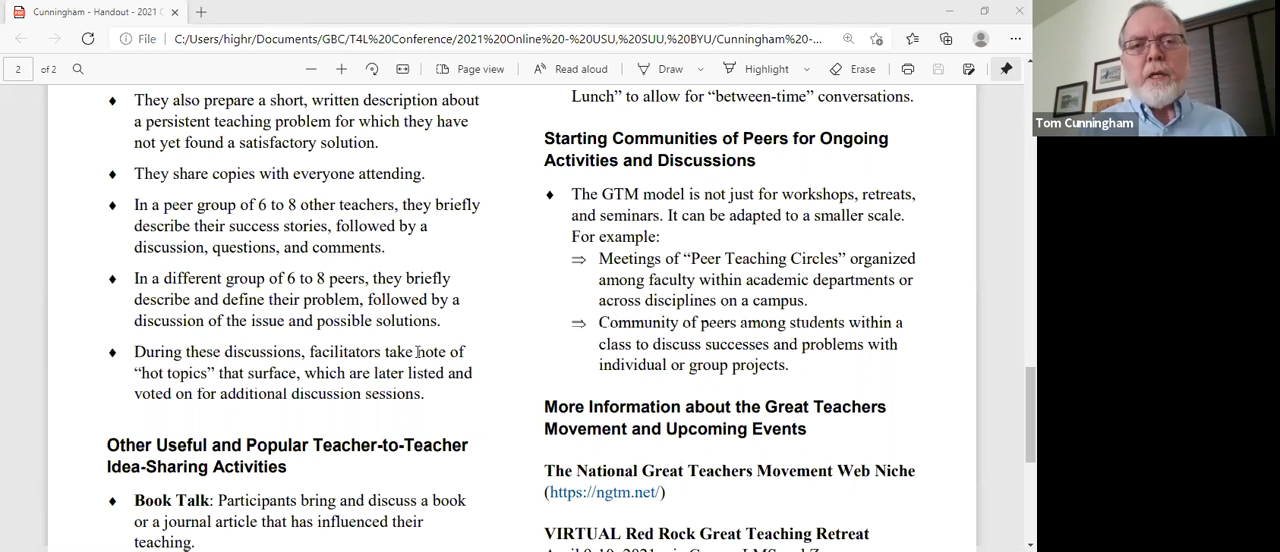 Cunningham - Handout - 2021 C
File
C:/Users/highr/Documents/GBC/T4L%20Conference/2021%20Online%20-%20USU,%20SUU,%20BYU/Cunningham%20-...
2 of 2
Page view
Read aloud
Draw
Highlight
Erase
They also prepare a short, written description about
a persistent teaching problem for which they have
not yet found a satisfactory solution.
They share copies with everyone attending.
In a peer group of 6 to 8 other teachers, they briefly
describe their success stories, followed by a
discussion, questions, and comments.
In a different group of 6 to 8 peers, they briefly
describe and define their problem, followed by a
discussion of the issue and possible solutions.
During these discussions, facilitators take note of
“hot topics” that surface, which are later listed and
voted on for additional discussion sessions.
Other Useful and Popular Teacher-to-Teacher
Idea-Sharing Activities
Book Talk: Participants bring and discuss a book
or a journal article that has influenced their
teaching.
Lunch” to allow for “between-time” conversations.
Starting Communities of Peers for Ongoing
Activities and Discussions
The GTM model is not just for workshops, retreats,
and seminars. It can be adapted to a smaller scale.
For example:
⇒ Meetings of “Peer Teaching Circles” organized
among faculty within academic departments or
across disciplines on a campus.
⇒ Community of peers among students within a
class to discuss successes and problems with
individual or group projects.
More Information about the Great Teachers
Movement and Upcoming Events
The National Great Teachers Movement Web Niche
(https://ngtm.net/)
VIRTUAL Red Rock Great Teaching Retreat
Tom Cunningham